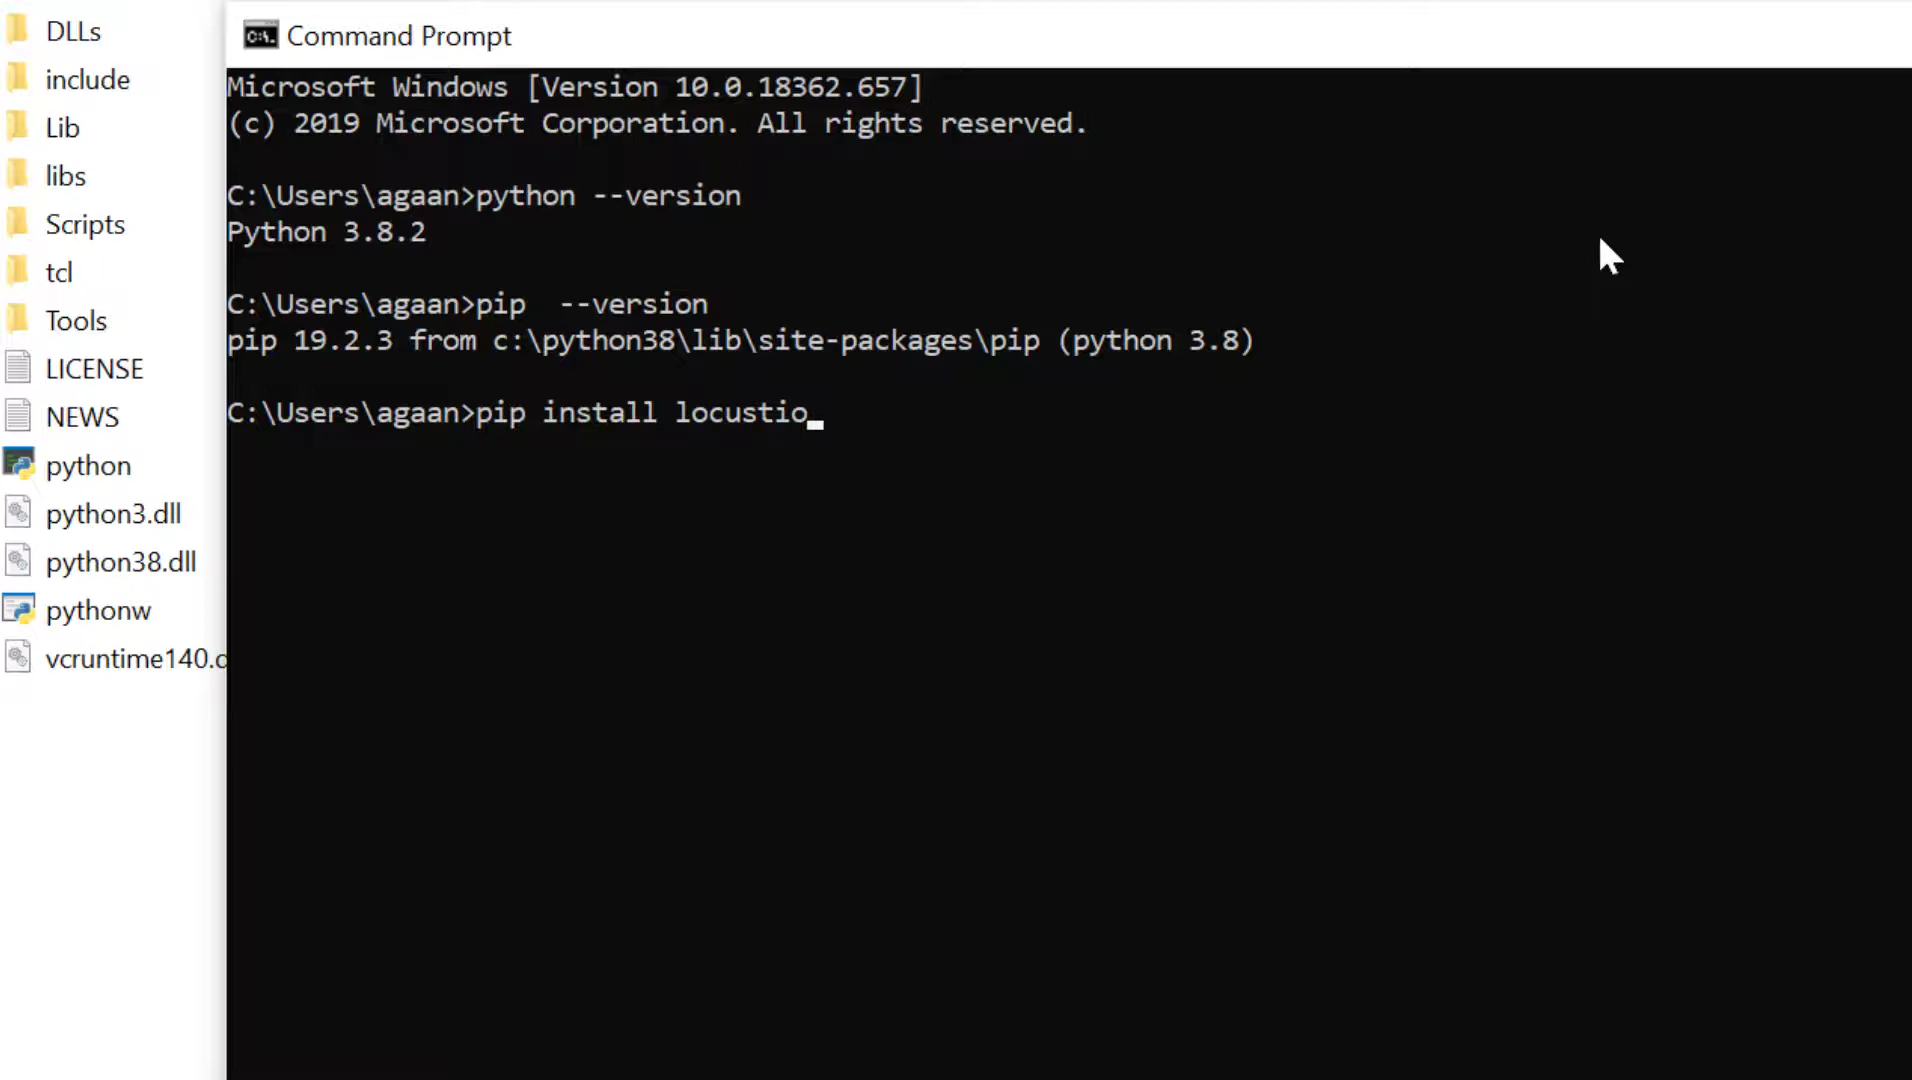 DLLs
include
Lib
libs
Scripts
tcl
Tools
LICENSE
NEWS
python
python3.dll
python38.dll
pythonw
vcruntime140.d
Command Prompt
Microsoft Windows [Version 10.0.18362.657]
(c) 2019 Microsoft Corporation. All rights reserved.
C:\Users\agaan>python --version
Python 3.8.2
C:\Users\agaan>pip  --version
pip 19.2.3 from c:\python38\lib\site-packages\pip (python 3.8)
C:\Users\agaan>pip install locustio_